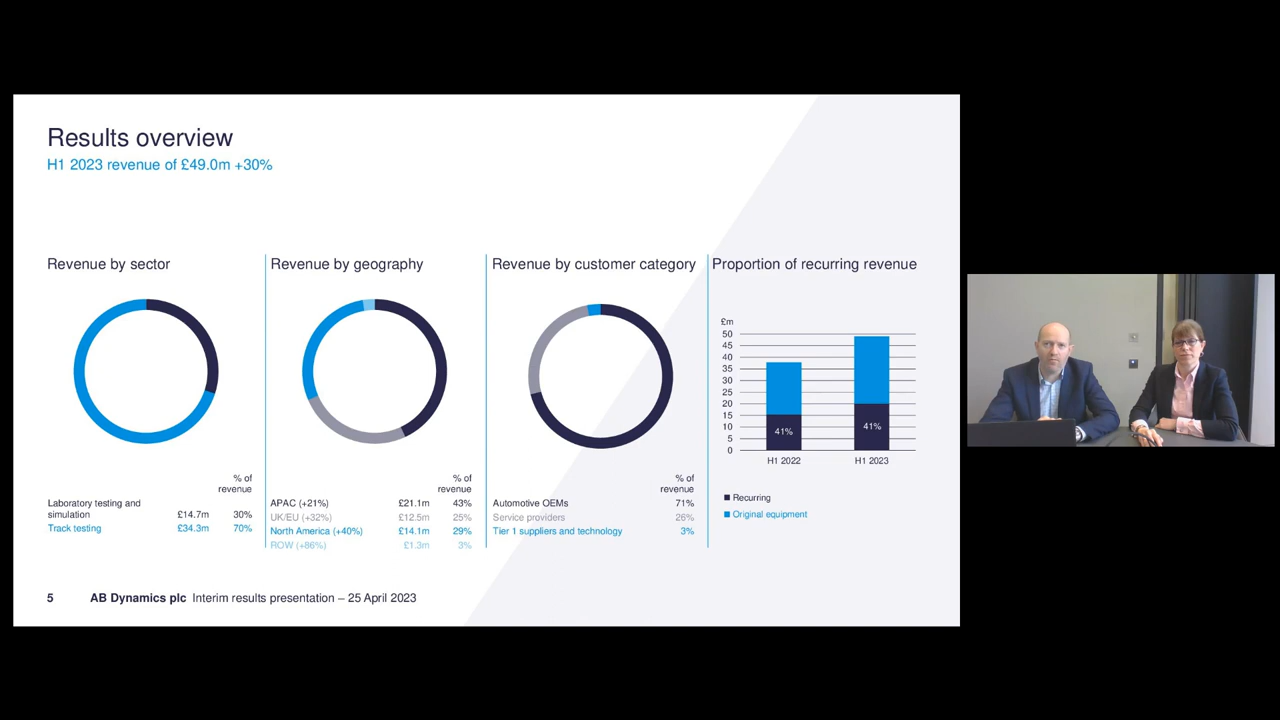 Results overview
H1 2023 revenue of £49.0m +30%
Revenue by sector
% of
revenue
Laboratory testing and
simulation £14.7m 30%
Track testing £34.3m 70%
Revenue by geography
% of
revenue
APAC (+21%) £21.1m 43%
UK/EU (+32%) £12.5m 25%
North America (+40%) £14.1m 29%
ROW (+86%) £1.3m 3%
Revenue by customer category
% of
revenue
Automotive OEMs 71%
Service providers 26%
Tier 1 suppliers and technology 3%
Proportion of recurring revenue
£m
50
45
40
35
30
25
20
15
10
5
0
41%
41%
H1 2022 H1 2023
Recurring
Original equipment
5 AB Dynamics plc Interim results presentation – 25 April 2023